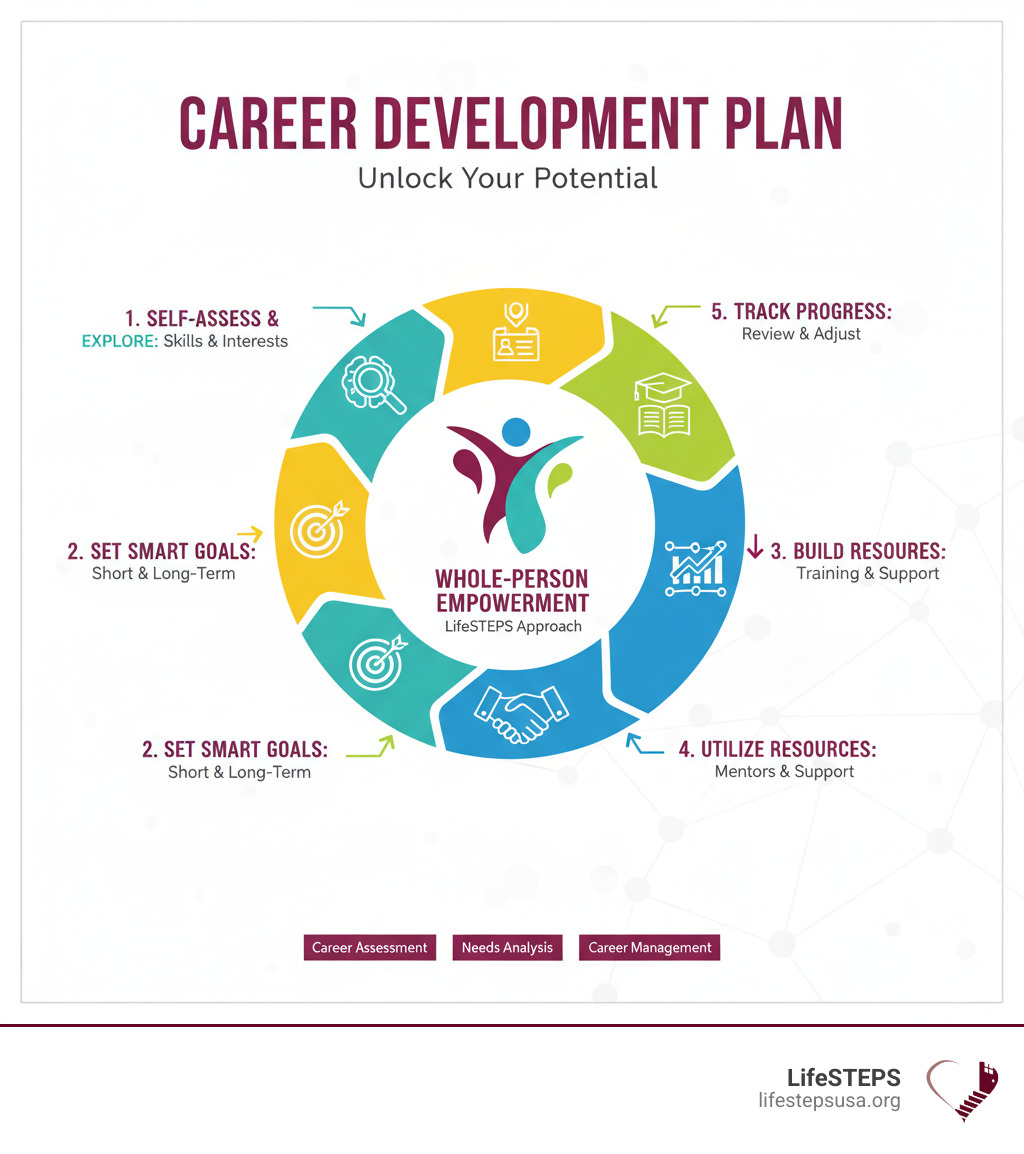 CAREER DEVELOPMENT PLAN
Unlock Your Potential
1. SELF-ASSESS &
EXPLORE: Skills & Interests
5. TRACK PROGRESS:
Review & Adjust
2. SET SMART GOALS:
Short & Long-Term
3. BUILD RESOURES:
Training & Support
WHOLE-PERSON
EMPOWERMENT
LifeSTEPS Approach
2. SET SMART GOALS:
Short & Long-Term
4. UTILIZE RESOURCES:
Mentors & Support
Career Assessment
Needs Analysis
Career Management
LifeSTEPS
lifestepsusa.org